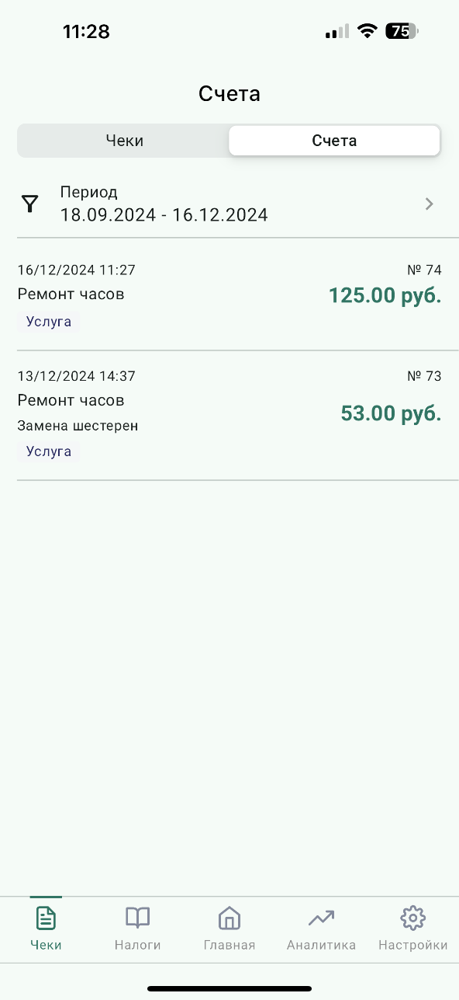 11:28
75
Счета
Чеки
Счета
Период
18.09.2024 - 16.12.2024
16/12/2024 11:27
№ 74
Ремонт часов
125.00 руб.
Услуга
13/12/2024 14:37
№ 73
Ремонт часов
53.00 руб.
Замена шестерен
Услуга
Чеки
Налоги
Главная
Аналитика
Настройки